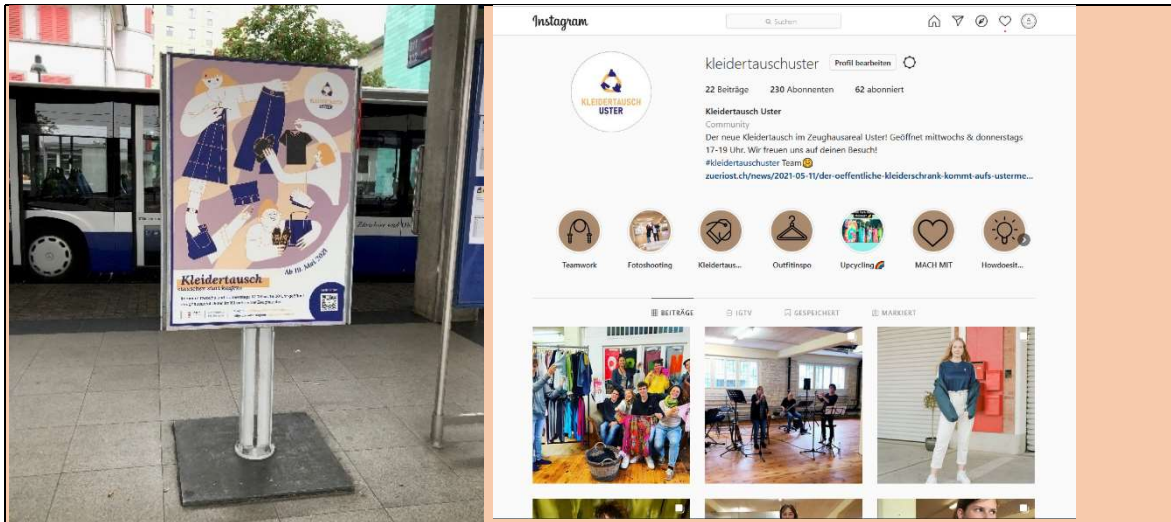 KLEIDERTAUSCH
USTER
Ab 19. Mai 2021
Kleidertausch
Instagram
Suchen
KLEIDERTAUSCH
USTER
kleidertauschuster
Profil bearbeiten
22 Beiträge 230 Abonnenten 62 abonniert
Kleidertausch Uster
Community
Der neue Kleidertausch im Zeughausareal Uster! Geöffnet mittwochs & donnerstags
17-19 Uhr. Wir freuen uns auf deinen Besuch!
#kleidertauschuster Team
zueriost.ch/news/2021-05-11/der-oeffentliche-kleiderschrank-kommt-aufs-usterme...
Teamwork Fotoshooting Kleidertaus... Outfitinspo Upcycling MACH MIT Howdoesit...
BEITRÄGE IGTV GESPEICHERT MARKIERT